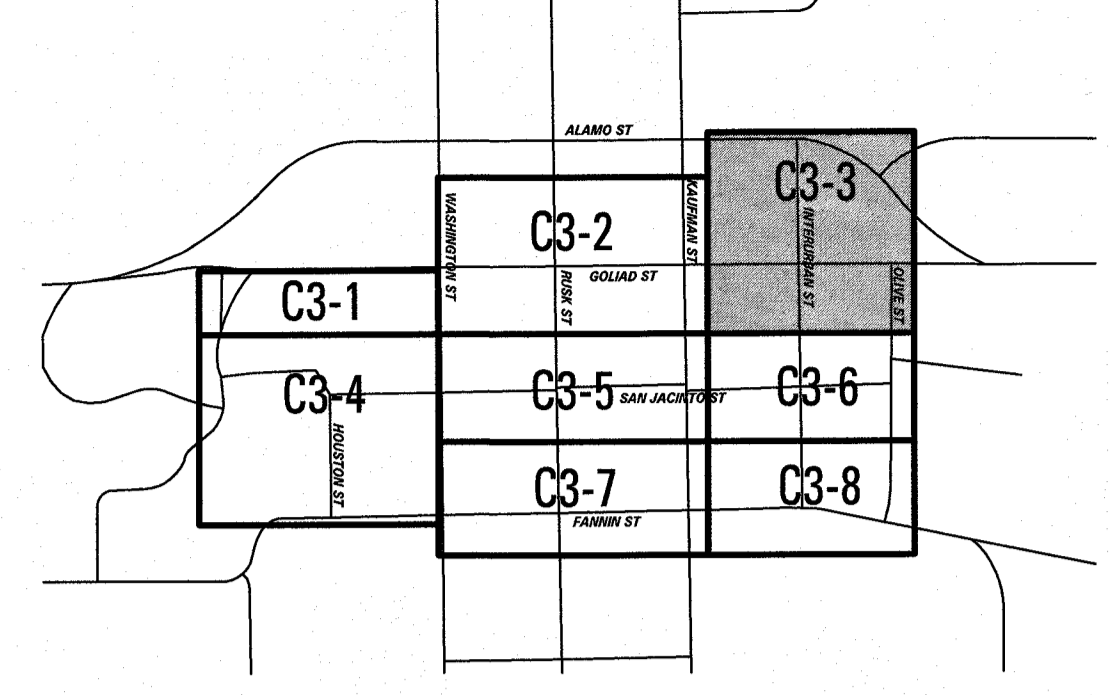 ALAMO ST
C3-3
WASHINGTON ST
C3-2
KAUFMAN ST
INTERURBAN ST
GOLIAD ST
RUSK ST
OLIVE ST
C3-1
C3-4
C3-5
SAN JACINTO ST
C3-6
HOUSTON ST
C3-7
C3-8
FANNIN ST